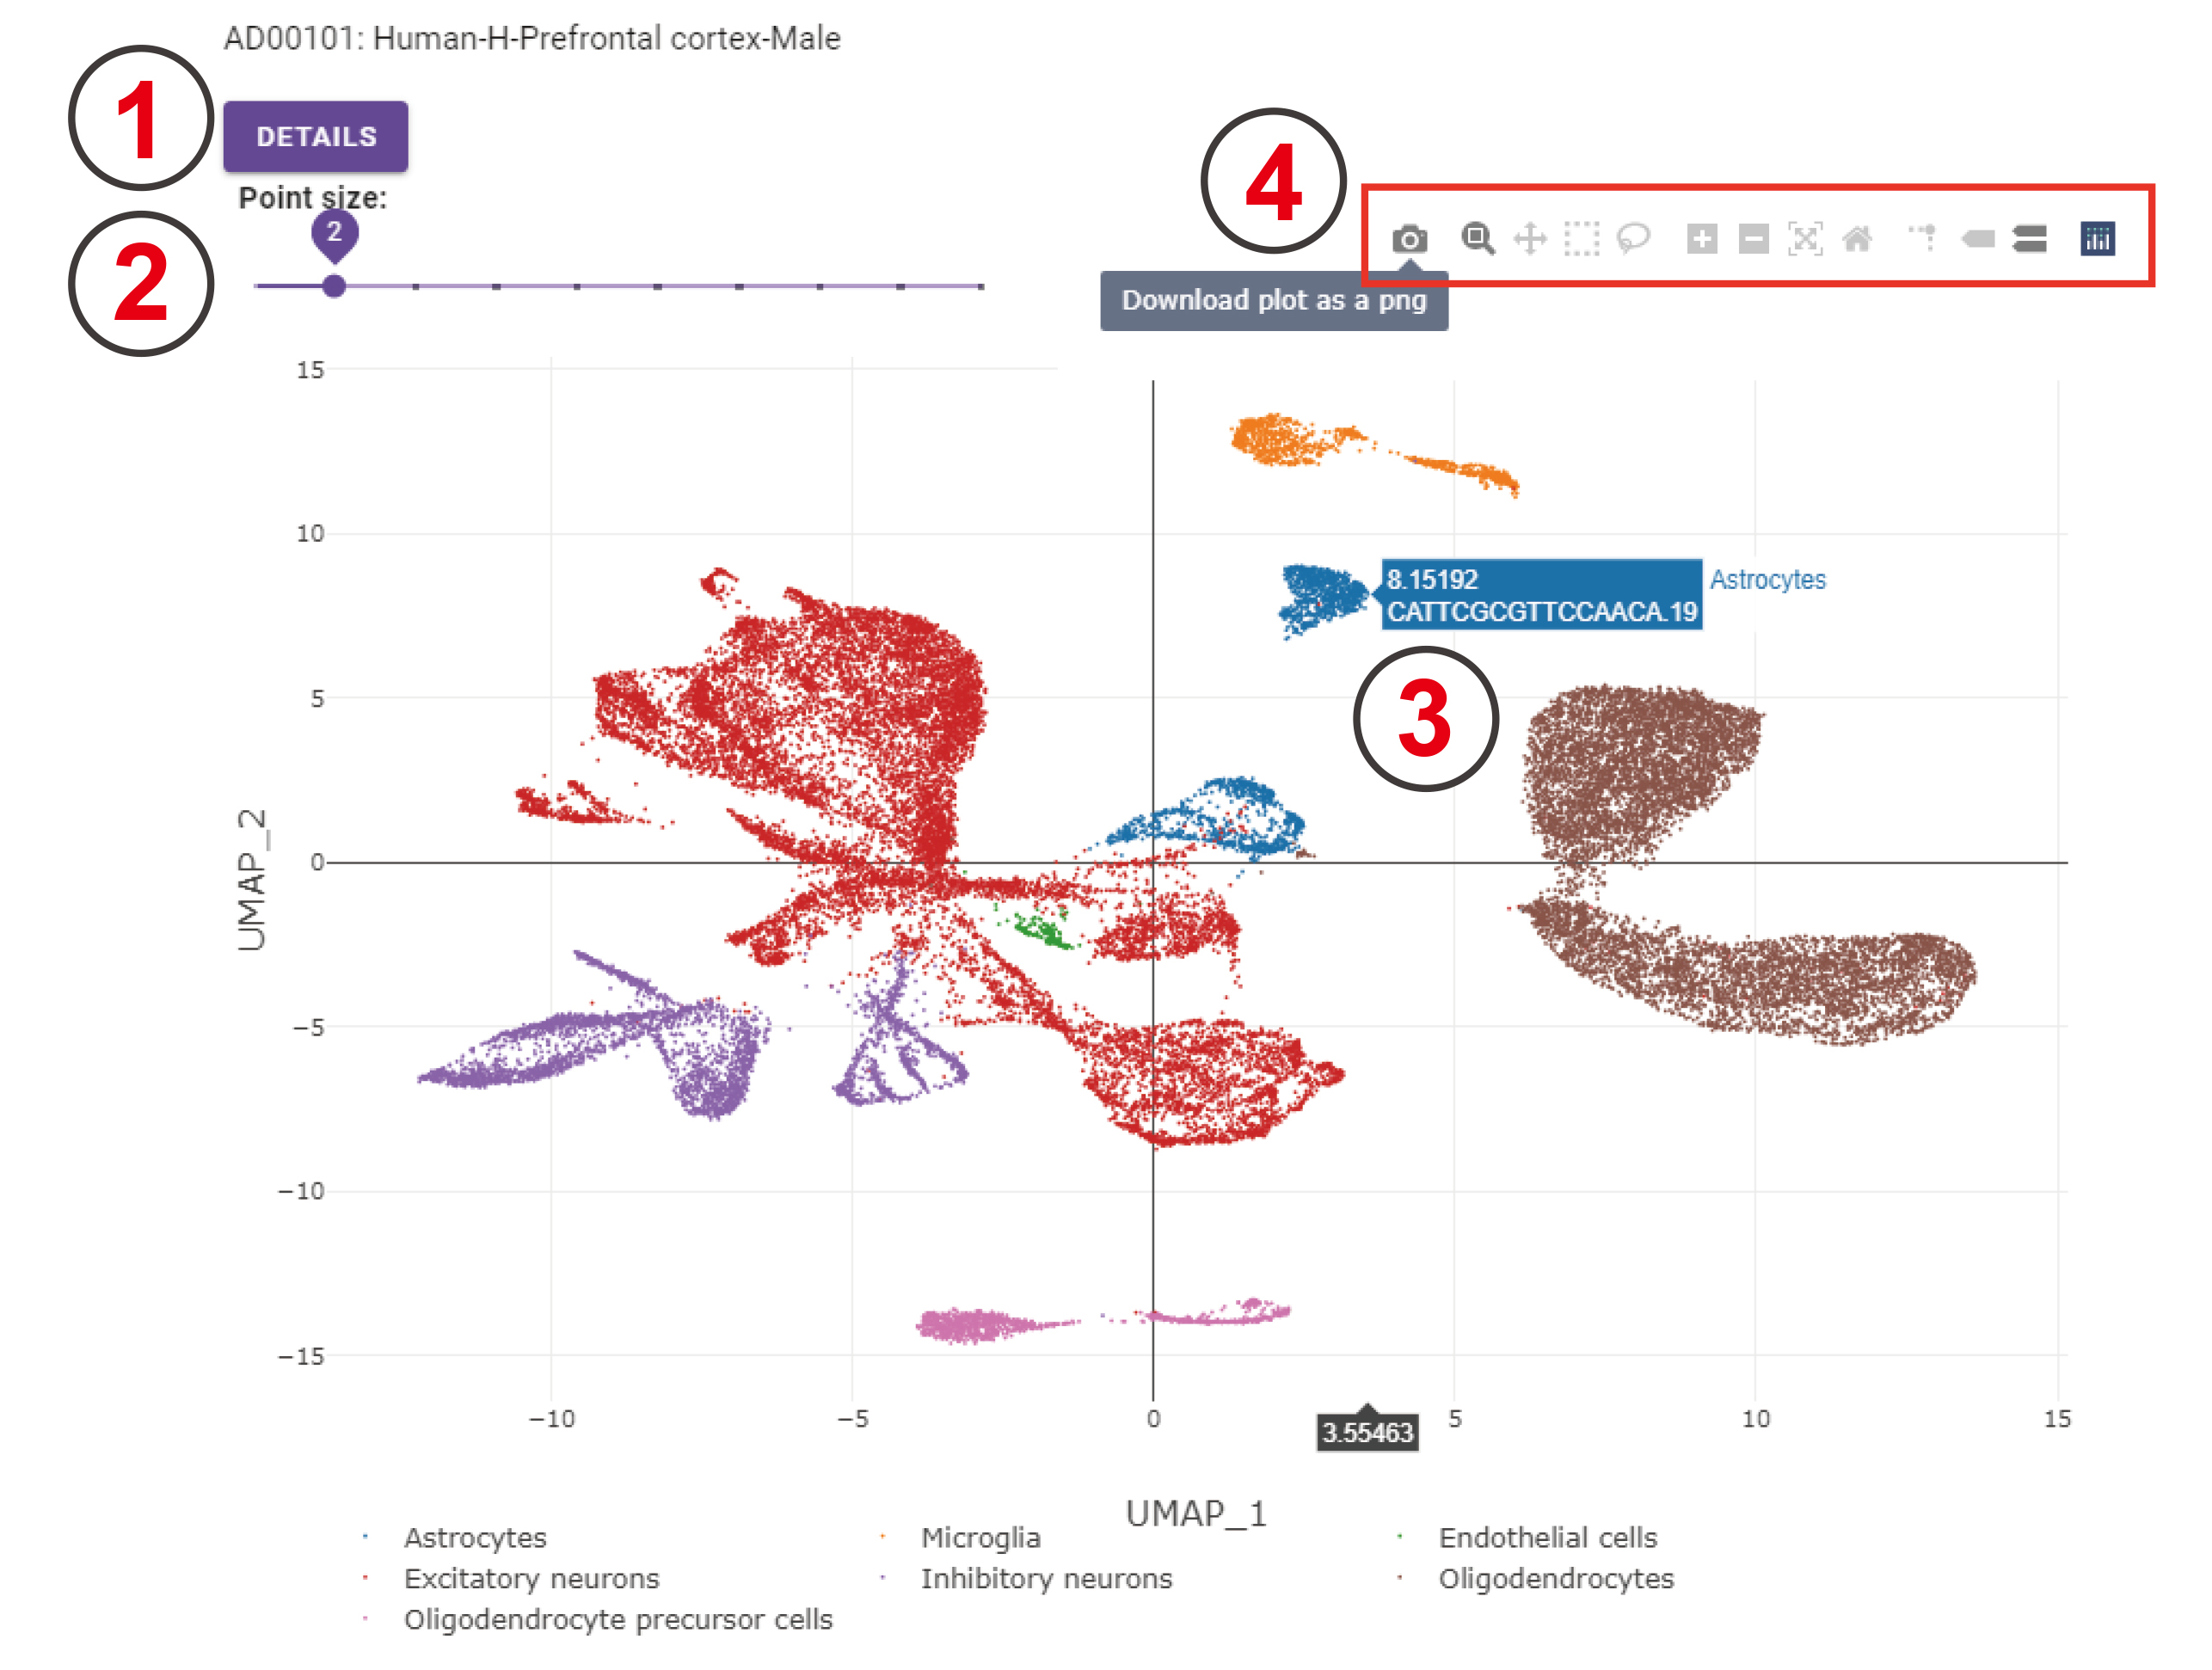 AD00101: Human-H-Prefrontal cortex-Male
1
DETAILS
4
Point size:
2
2
Download plot as a png
15
10
8.15192
Astrocytes
CATTCGCGTTCCAACA.19
5
3
0
UMAP_2
−5
−10
−15
−10
−5
0
5
10
15
3.55463
UMAP_1
Astrocytes
Microglia
Endothelial cells
Excitatory neurons
Inhibitory neurons
Oligodendrocytes
Oligodendrocyte precursor cells